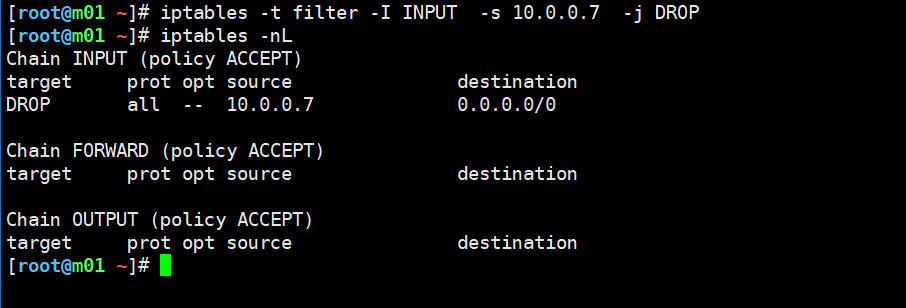 [root@m01 ~]# iptables -t filter -I INPUT  -s 10.0.0.7  -j DROP
[root@m01 ~]# iptables -nL
Chain INPUT (policy ACCEPT)
target     prot opt source               destination
DROP       all  --  10.0.0.7             0.0.0.0/0

Chain FORWARD (policy ACCEPT)
target     prot opt source               destination

Chain OUTPUT (policy ACCEPT)
target     prot opt source               destination
[root@m01 ~]#